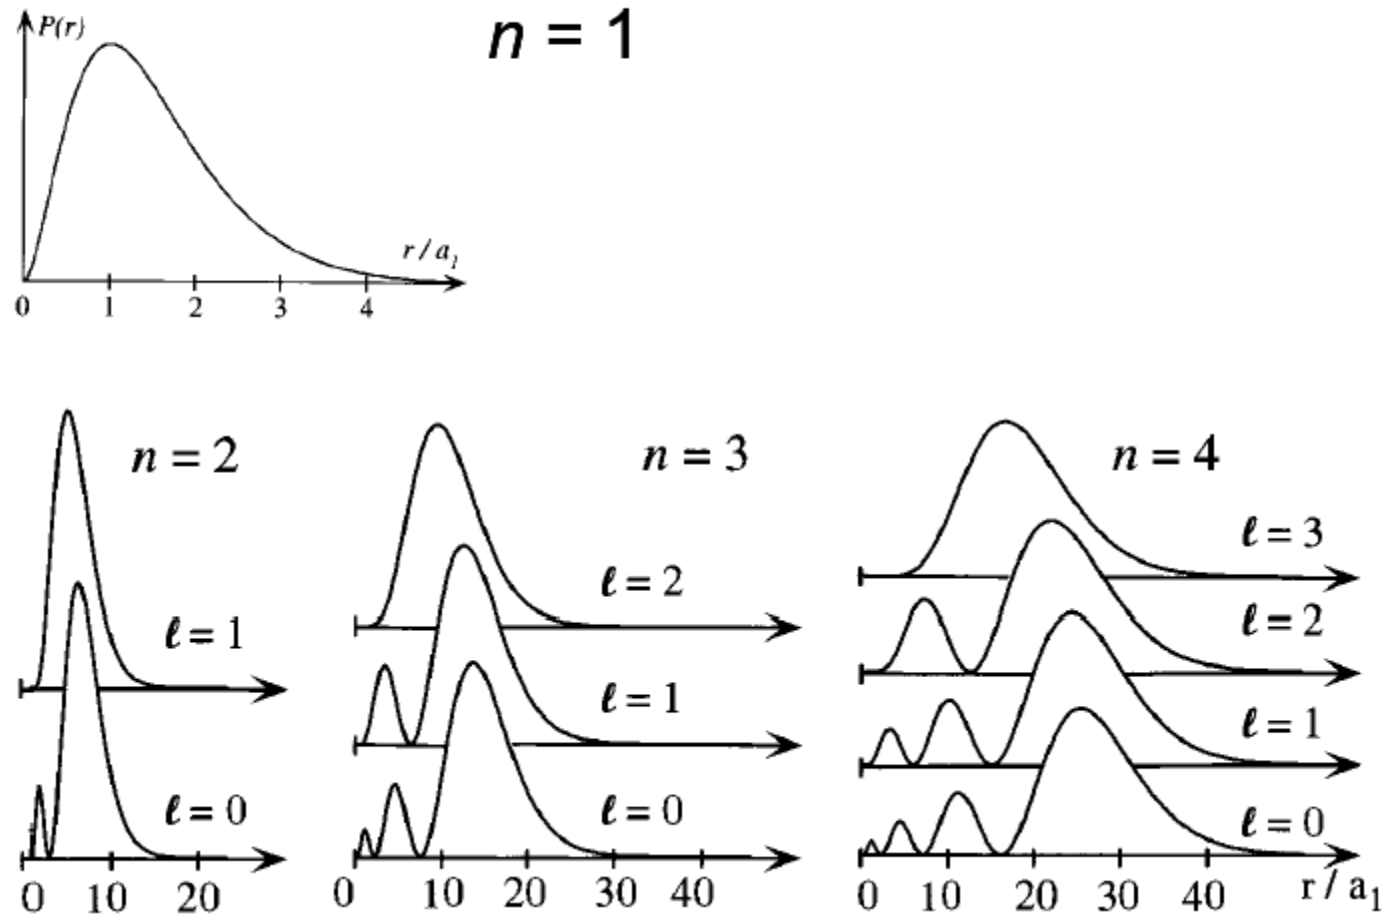 P(r)
n = 1
r / a₁
0 1 2 3 4
n = 2
ℓ = 1
ℓ = 0
0 10 20
n = 3
ℓ = 2
ℓ = 1
ℓ = 0
0 10 20 30 40
n = 4
ℓ = 3
ℓ = 2
ℓ = 1
ℓ = 0
0 10 20 30 40 r / a₁